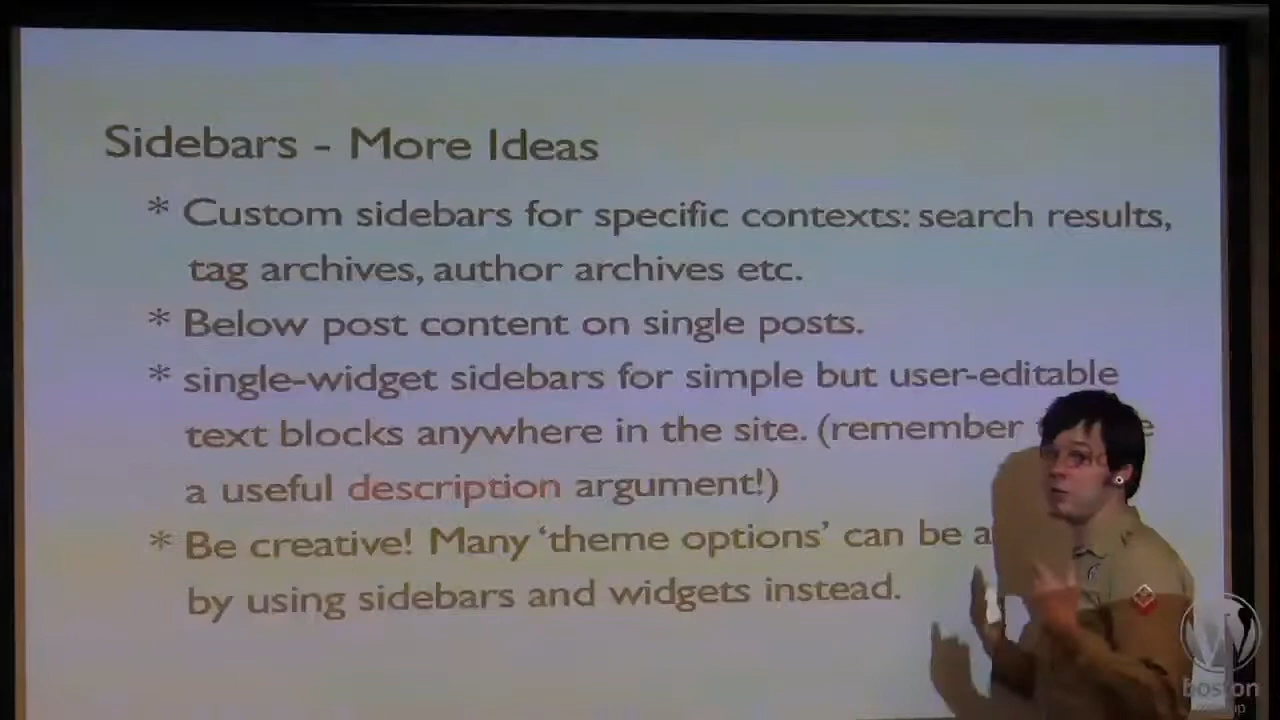 Sidebars - More Ideas
* Custom sidebars for specific contexts: search results,
tag archives, author archives etc.
* Below post content on single posts.
* single-widget sidebars for simple but user-editable
text blocks anywhere in the site. (remember
a useful description argument!)
* Be creative! Many ‘theme options’ can be
by using sidebars and widgets instead.
boston